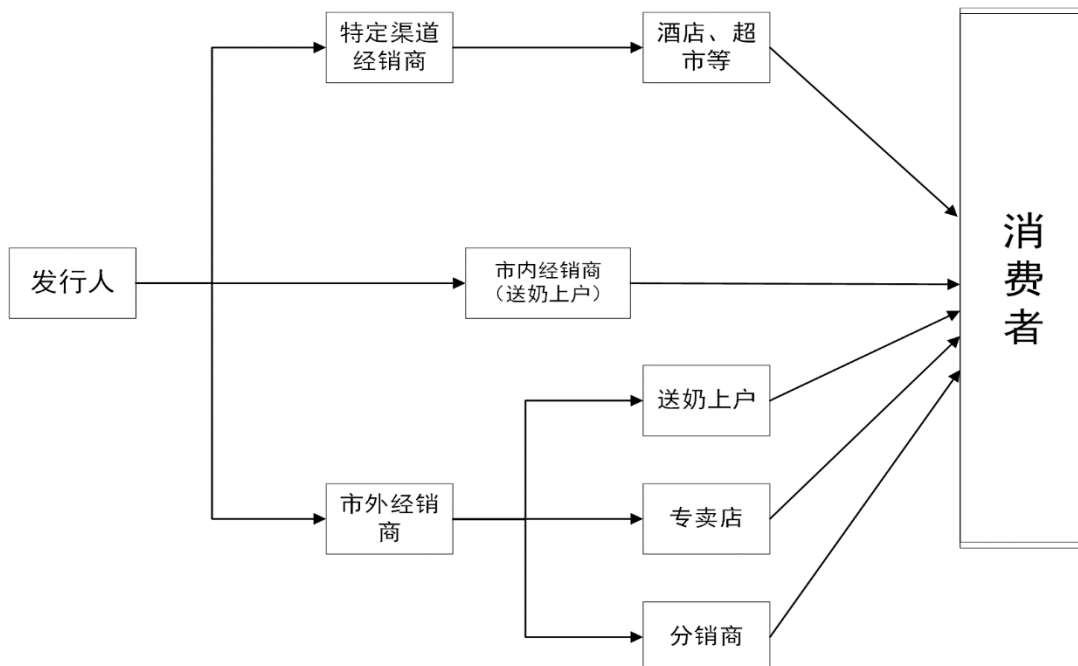 特定渠道
经销商
酒店、超
市等
发行人
市内经销商
（送奶上户）
消
费
者
送奶上户
市外经销
商
专卖店
分销商